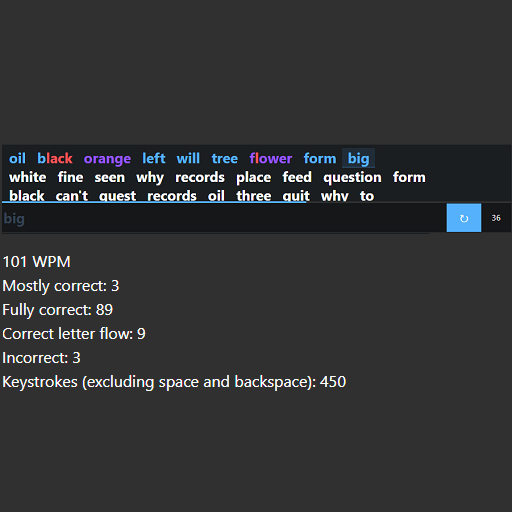 oil black orange left will tree flower form big
white fine seen why records place feed question form
black can't guest records oil three quit why to
big ↻ 36
101 WPM
Mostly correct: 3
Fully correct: 89
Correct letter flow: 9
Incorrect: 3
Keystrokes (excluding space and backspace): 450